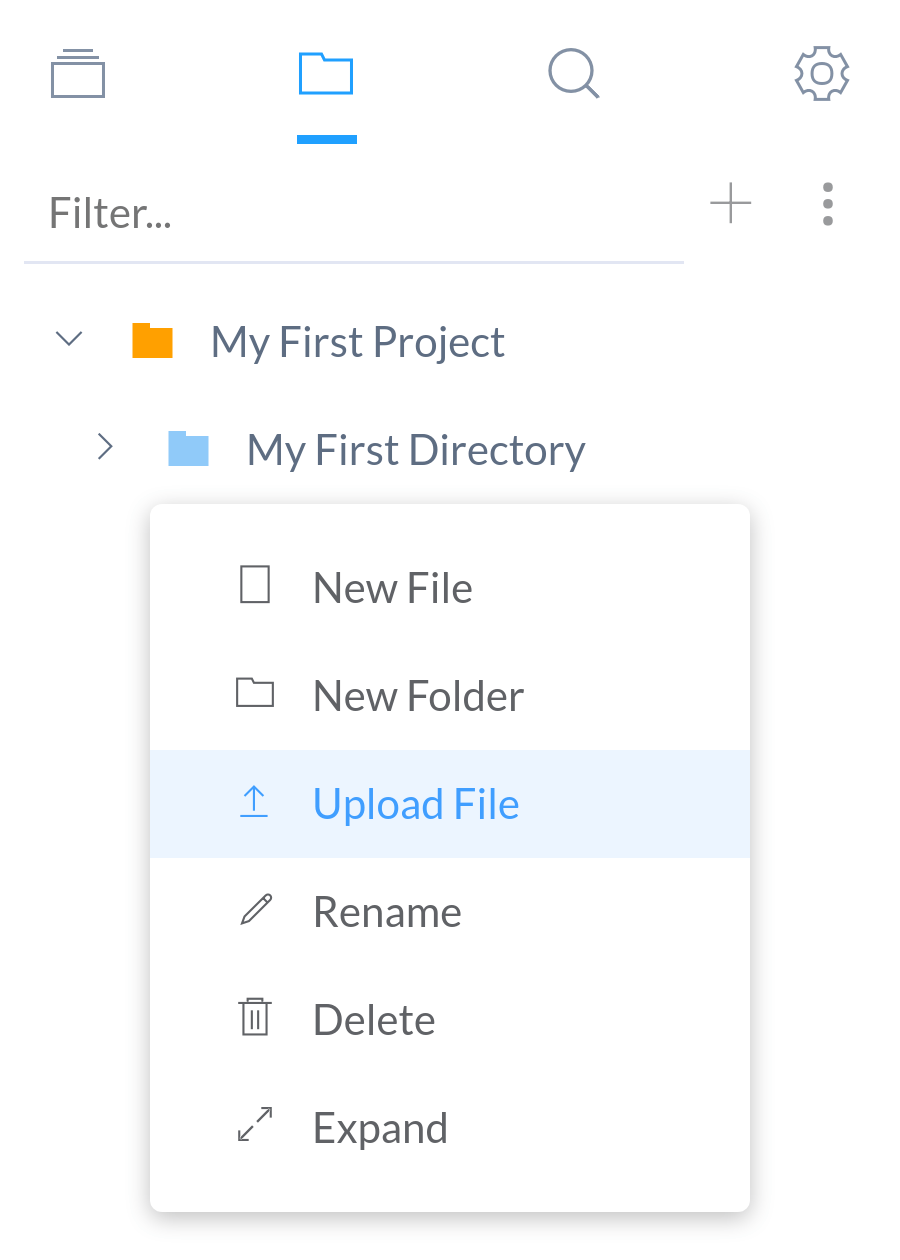 Filter...
My First Project
My First Directory
New File
New Folder
Upload File
Rename
Delete
Expand